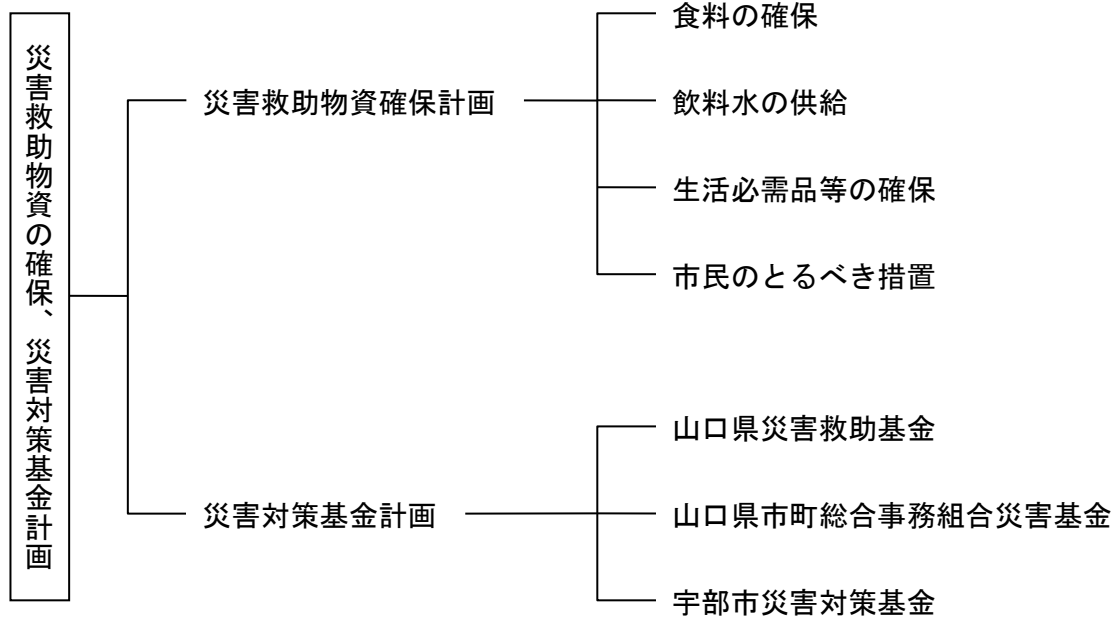 災害救助物資の確保、災害対策基金計画
災害救助物資確保計画
食料の確保
飲料水の供給
生活必需品等の確保
市民のとるべき措置
災害対策基金計画
山口県災害救助基金
山口県市町総合事務組合災害基金
宇部市災害対策基金